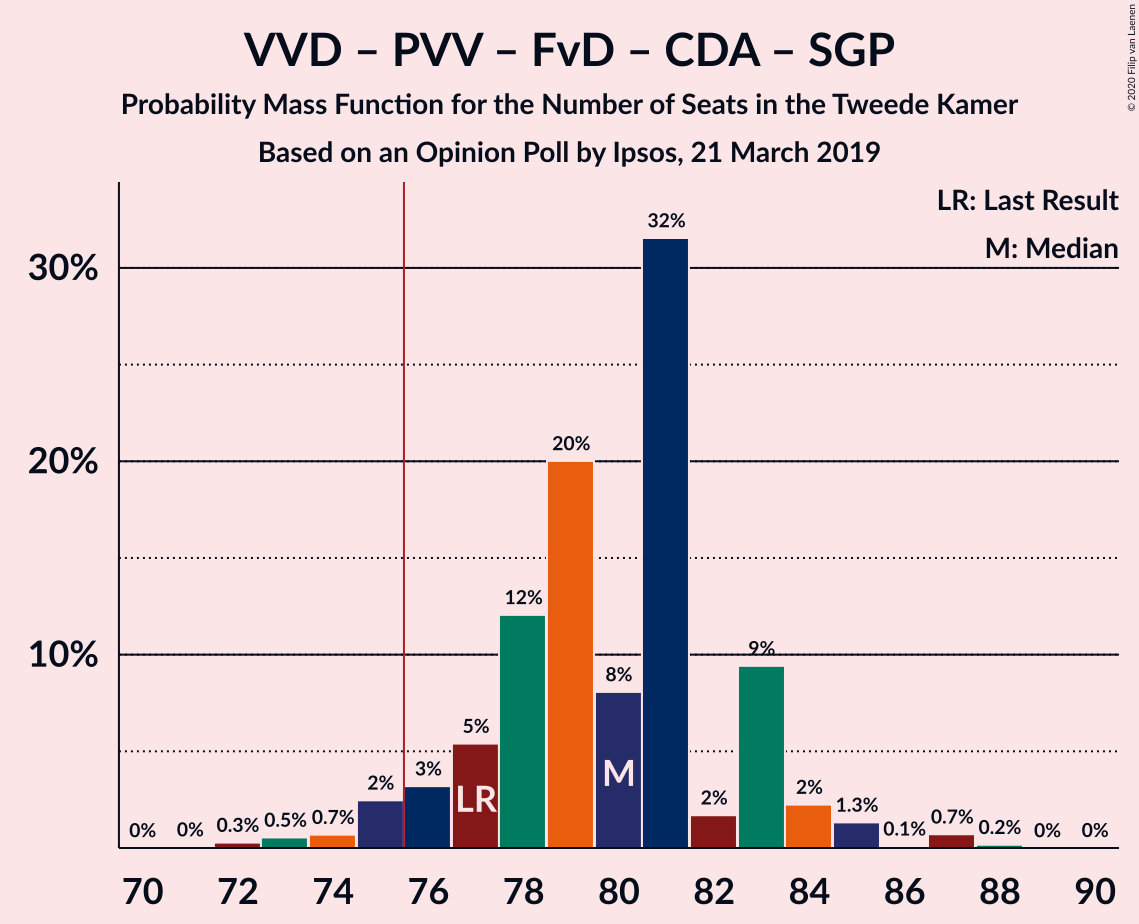 VVD – PVV – FvD – CDA – SGP
Probability Mass Function for the Number of Seats in the Tweede Kamer
Based on an Opinion Poll by Ipsos, 21 March 2019
© 2020 Filip van Laenen
LR: Last Result
M: Median
30%
20%
10%
0% 0% 0.3% 0.5% 0.7% 2% 3% 5% 12% 20% 8% 32% 2% 9% 2% 1.3% 0.1% 0.7% 0.2% 0% 0%
LR M
70 72 74 76 78 80 82 84 86 88 90